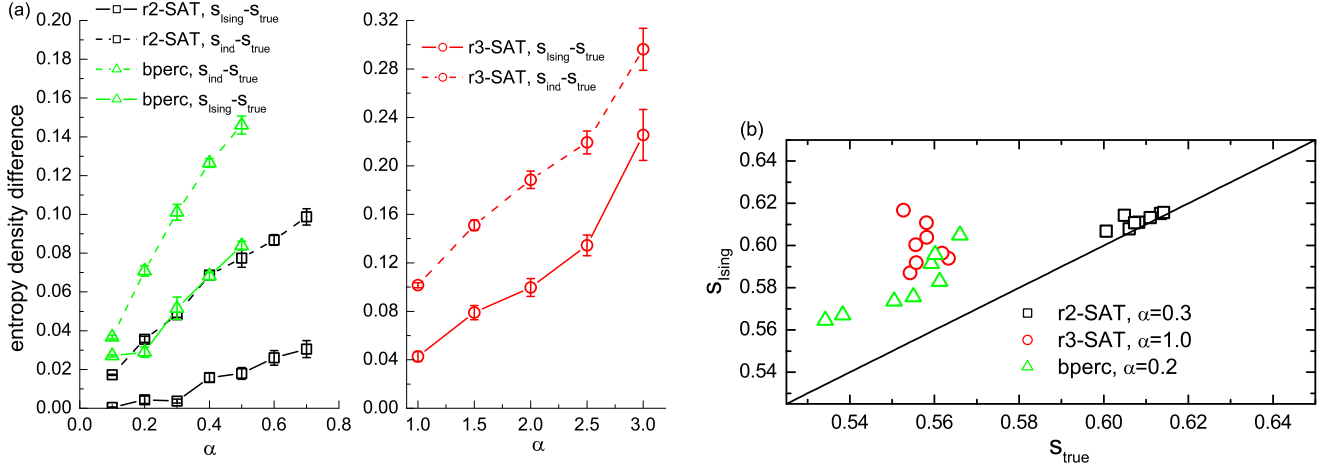 (a)
r2-SAT, s_Ising-s_true
r2-SAT, s_ind-s_true
bperc, s_ind-s_true
bperc, s_Ising-s_true
entropy density difference
0.20
0.18
0.16
0.14
0.12
0.10
0.08
0.06
0.04
0.02
0.00
0.0 0.2 0.4 0.6 0.8
α
r3-SAT, s_Ising-s_true
r3-SAT, s_ind-s_true
0.32
0.28
0.24
0.20
0.16
0.12
0.08
0.04
0.00
1.0 1.5 2.0 2.5 3.0
α
(b)
s_Ising
0.64
0.62
0.60
0.58
0.56
0.54
r2-SAT, α=0.3
r3-SAT, α=1.0
bperc, α=0.2
0.54 0.56 0.58 0.60 0.62 0.64
s_true